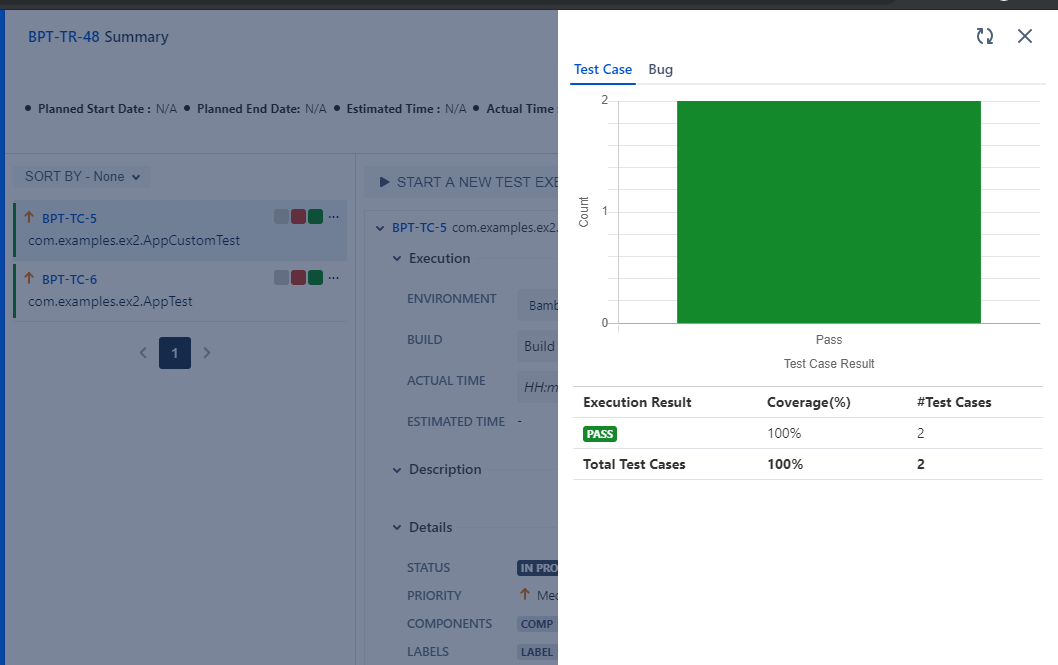 BPT-TR-48 Summary
Planned Start Date : N/A Planned End Date: N/A Estimated Time : N/A Actual Time
SORT BY - None
BPT-TC-5
com.examples.ex2.AppCustomTest
BPT-TC-6
com.examples.ex2.AppTest
1
START A NEW TEST EXE
BPT-TC-5 com.examples.ex2.
Execution
ENVIRONMENT Bamb
BUILD Build
ACTUAL TIME HH:m
ESTIMATED TIME -
Description
Details
STATUS IN PRO
PRIORITY Med
COMPONENTS COMP
LABELS LABEL
Test Case Bug
2
1
0
Count
Pass
Test Case Result
Execution Result Coverage(%) #Test Cases
PASS 100% 2
Total Test Cases 100% 2